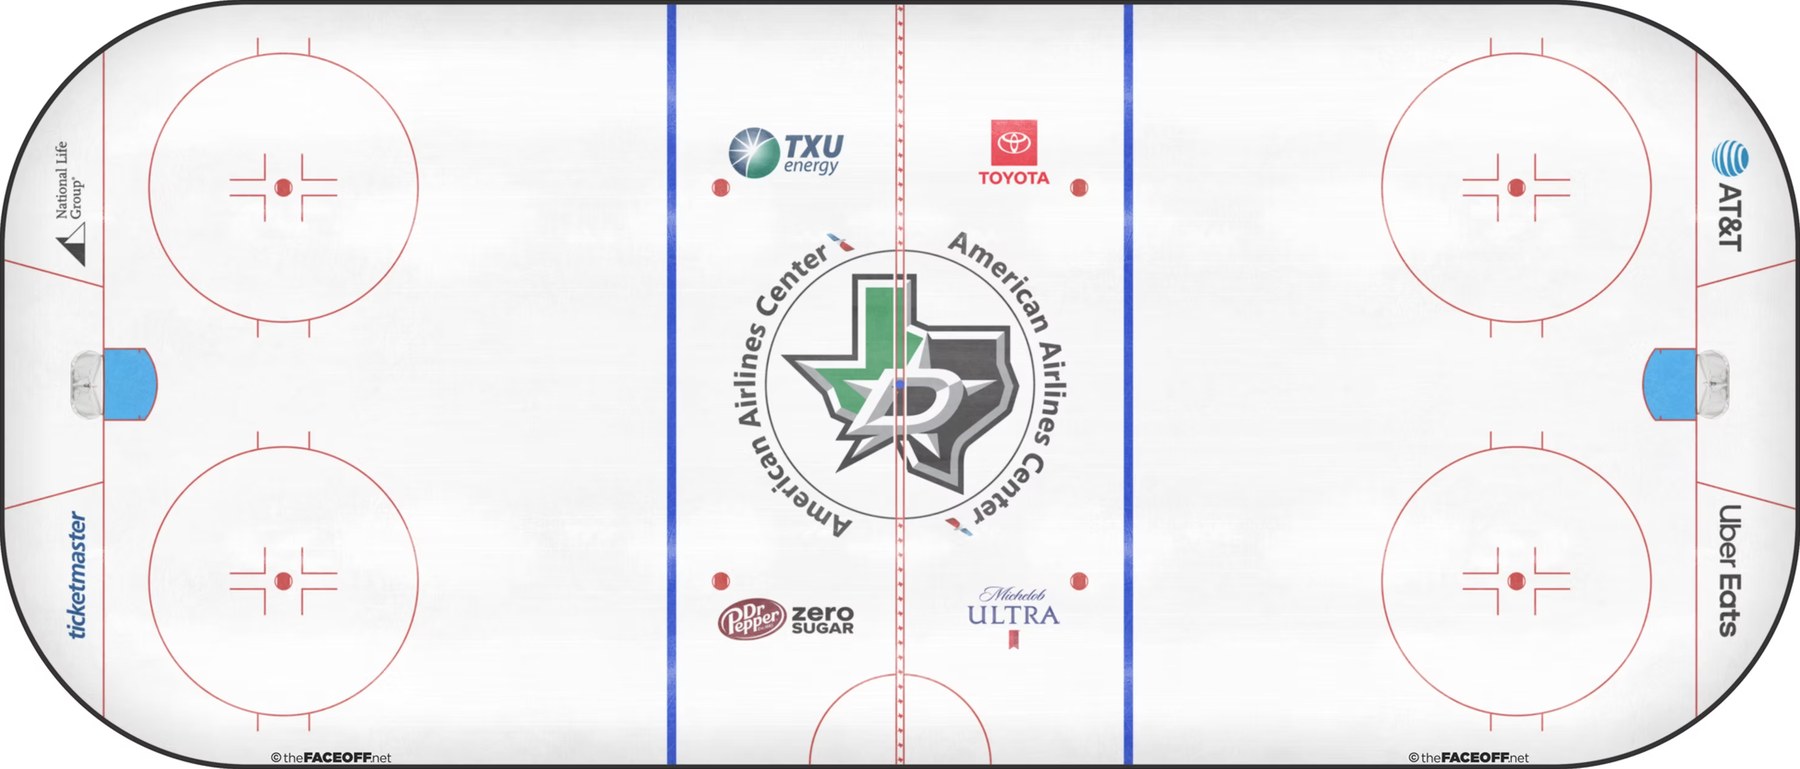 National Life
Group®
TXU
energy
TOYOTA
AT&T
American Airlines Center
American Airlines Center
D
ticketmaster
Dr
Pepper
zero
SUGAR
Michelob
ULTRA
Uber Eats
©theFACEOFF.net
©theFACEOFF.net